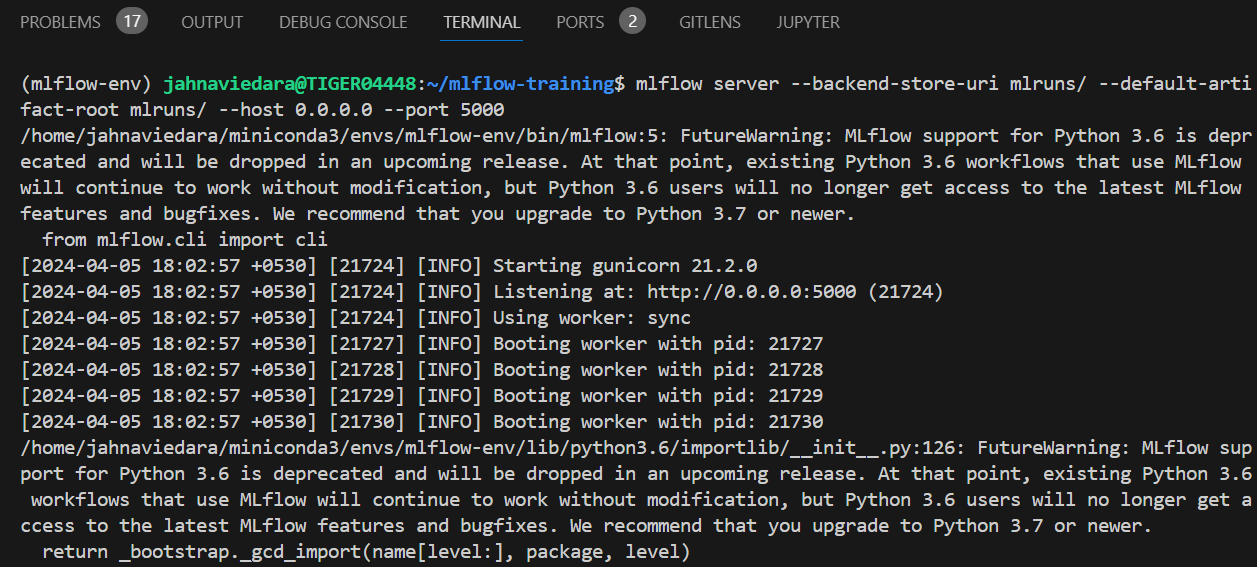 PROBLEMS 17 OUTPUT DEBUG CONSOLE TERMINAL PORTS 2 GITLENS JUPYTER
(mlflow-env) jahnaviedara@TIGER04448:~/mlflow-training$ mlflow server --backend-store-uri mlruns/ --default-arti
fact-root mlruns/ --host 0.0.0.0 --port 5000
/home/jahnaviedara/miniconda3/envs/mlflow-env/bin/mlflow:5: FutureWarning: MLflow support for Python 3.6 is depr
ecated and will be dropped in an upcoming release. At that point, existing Python 3.6 workflows that use MLflow
will continue to work without modification, but Python 3.6 users will no longer get access to the latest MLflow
features and bugfixes. We recommend that you upgrade to Python 3.7 or newer.
  from mlflow.cli import cli
[2024-04-05 18:02:57 +0530] [21724] [INFO] Starting gunicorn 21.2.0
[2024-04-05 18:02:57 +0530] [21724] [INFO] Listening at: http://0.0.0.0:5000 (21724)
[2024-04-05 18:02:57 +0530] [21724] [INFO] Using worker: sync
[2024-04-05 18:02:57 +0530] [21727] [INFO] Booting worker with pid: 21727
[2024-04-05 18:02:57 +0530] [21728] [INFO] Booting worker with pid: 21728
[2024-04-05 18:02:57 +0530] [21729] [INFO] Booting worker with pid: 21729
[2024-04-05 18:02:57 +0530] [21730] [INFO] Booting worker with pid: 21730
/home/jahnaviedara/miniconda3/envs/mlflow-env/lib/python3.6/importlib/__init__.py:126: FutureWarning: MLflow sup
port for Python 3.6 is deprecated and will be dropped in an upcoming release. At that point, existing Python 3.6
 workflows that use MLflow will continue to work without modification, but Python 3.6 users will no longer get a
ccess to the latest MLflow features and bugfixes. We recommend that you upgrade to Python 3.7 or newer.
  return _bootstrap._gcd_import(name[level:], package, level)